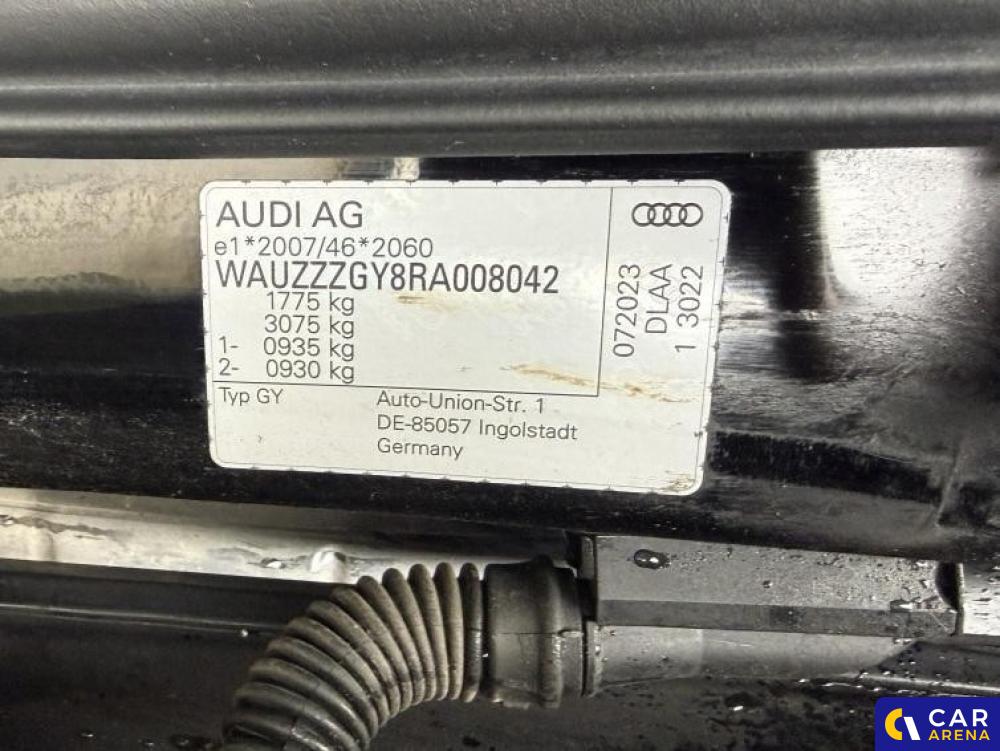 AUDI AG
e1*2007/46*2060
WAUZZZGY8RA008042
1775 kg
3075 kg
1- 0935 kg
2- 0930 kg
Typ GY
Auto-Union-Str. 1
DE-85057 Ingolstadt
Germany
072023
DLAA
1 3022
CAR
ARENA